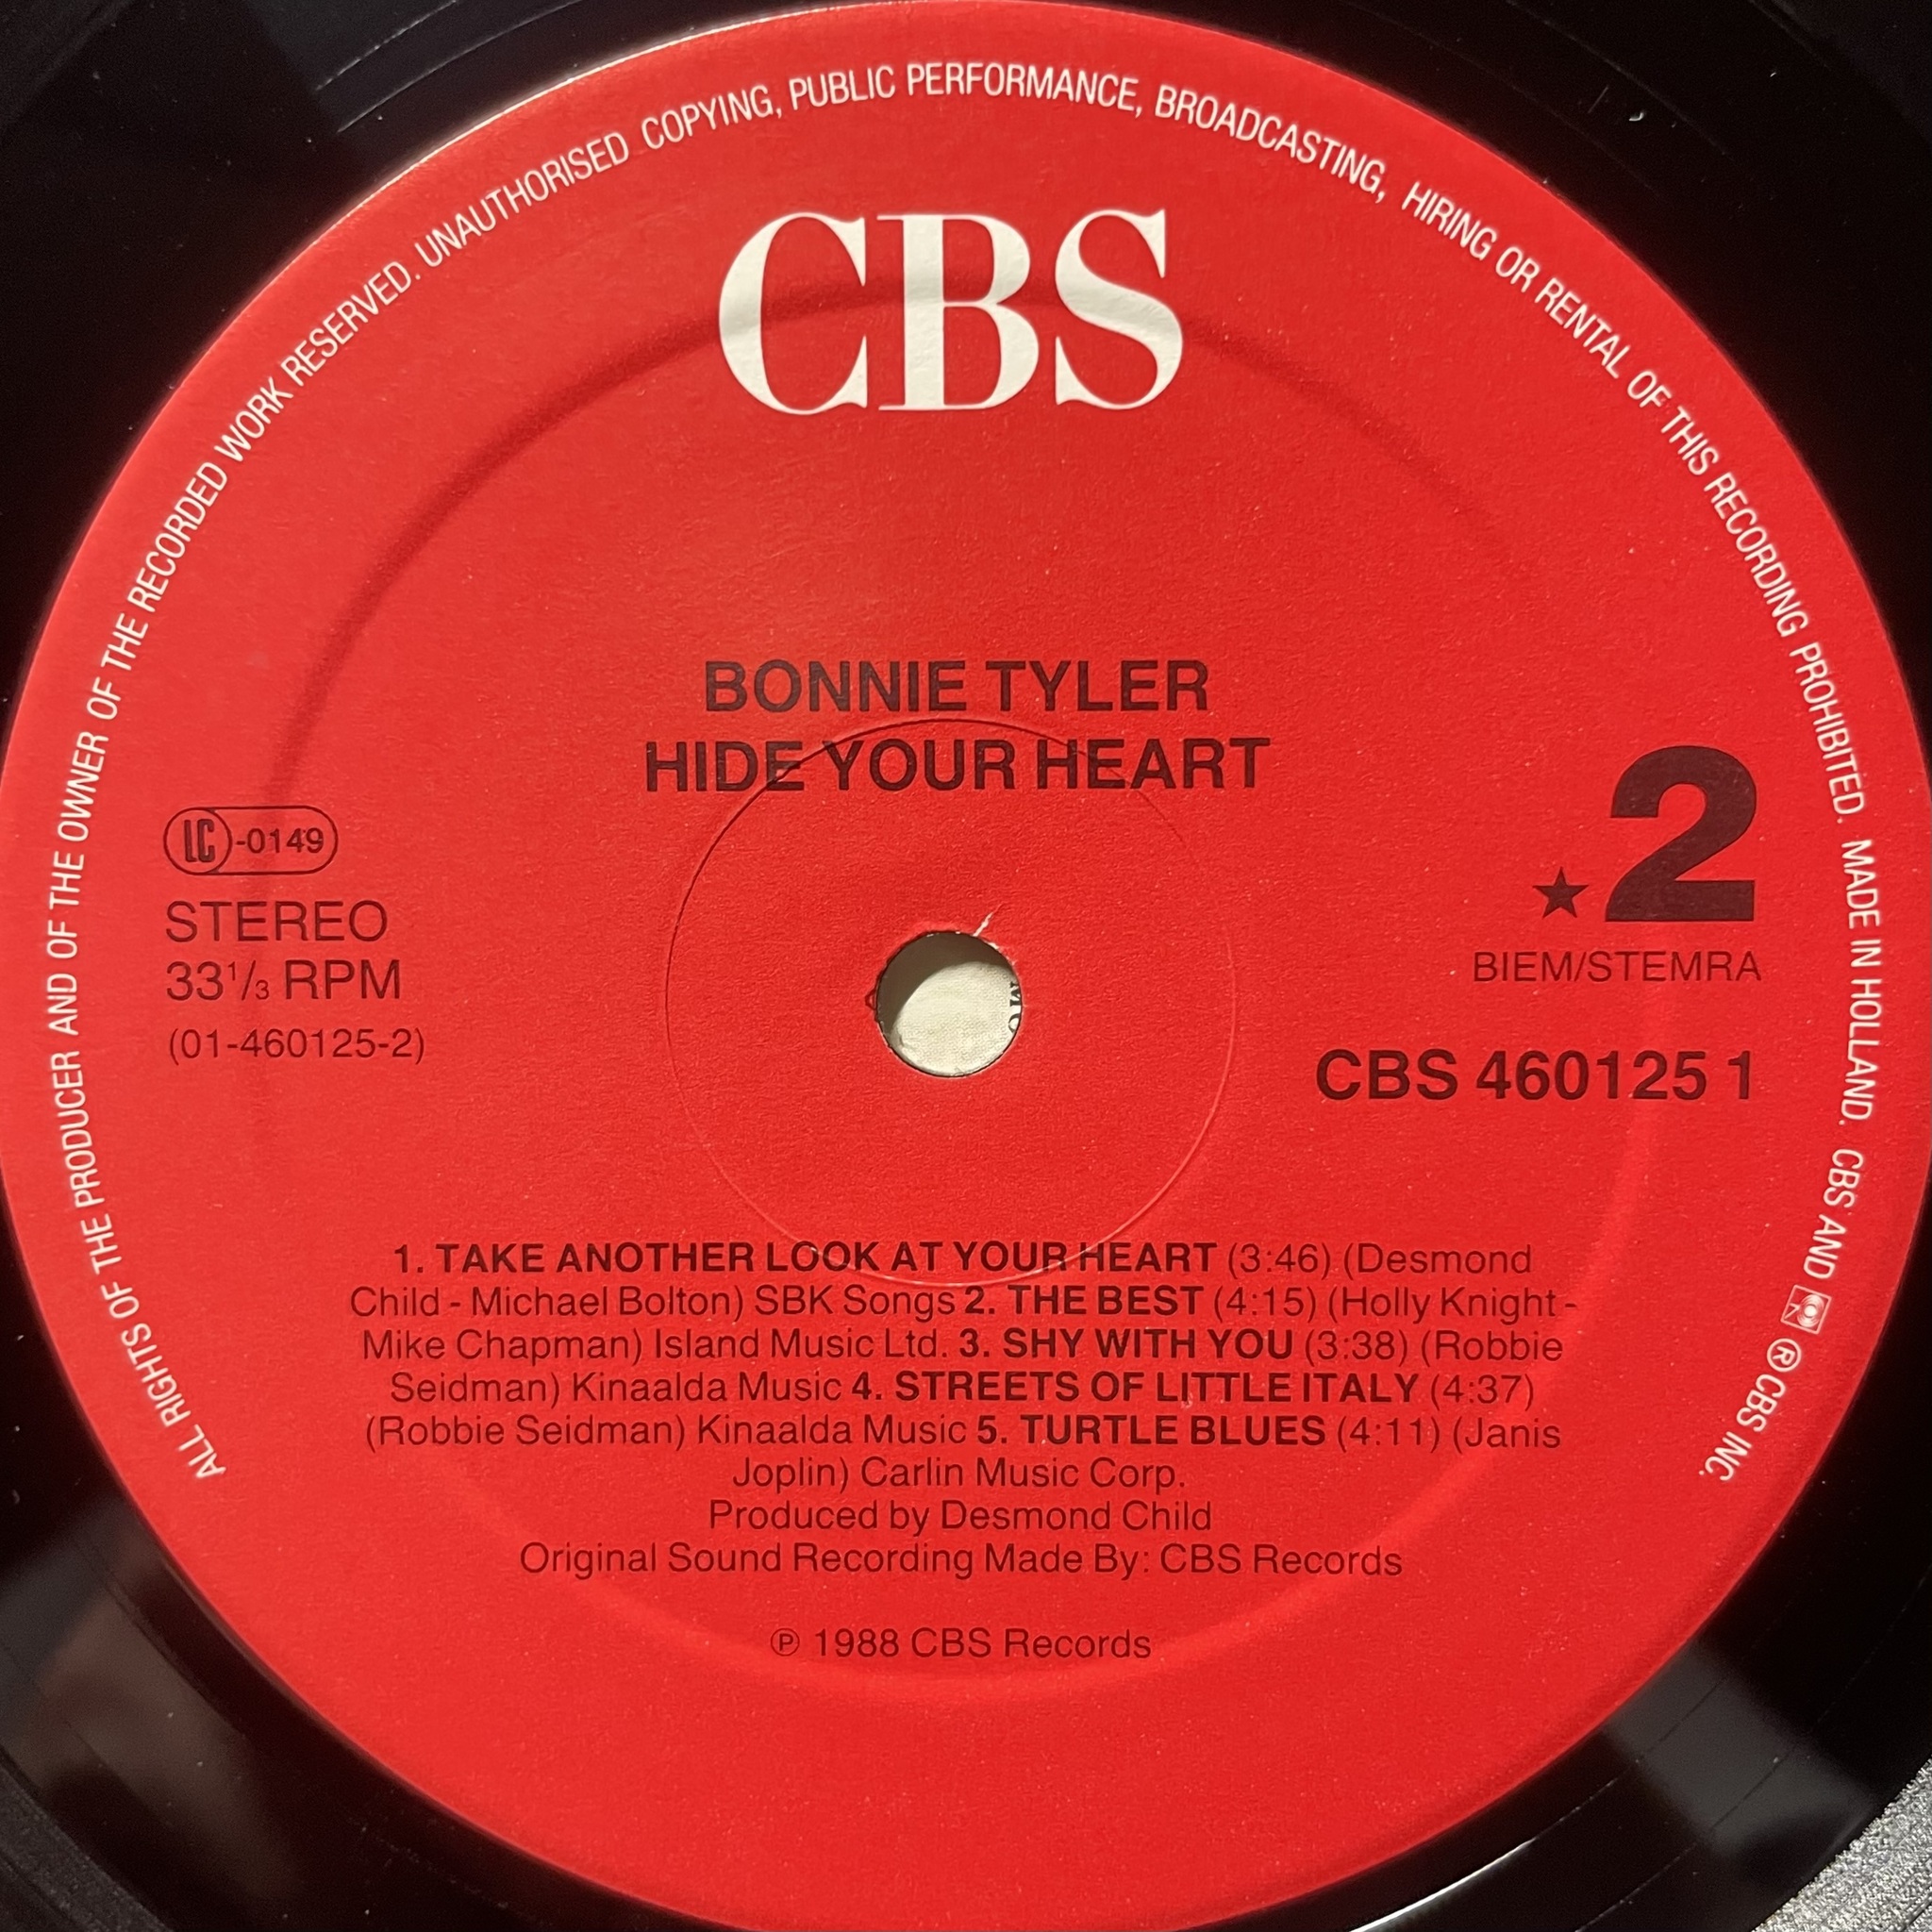 ALL RIGHTS OF THE PRODUCER AND OF THE OWNER OF THE RECORDED WORK RESERVED. UNAUTHORISED COPYING, PUBLIC PERFORMANCE, BROADCASTING, HIRING OR RENTAL OF THIS RECORDING PROHIBITED. MADE IN HOLLAND. CBS AND ® CBS INC.
CBS
BONNIE TYLER
HIDE YOUR HEART
LC-0149
STEREO
33 1/3 RPM
(01-460125-2)
★2
BIEM/STEMRA
CBS 460125 1
1. TAKE ANOTHER LOOK AT YOUR HEART (3:46) (Desmond
Child - Michael Bolton) SBK Songs 2. THE BEST (4:15) (Holly Knight -
Mike Chapman) Island Music Ltd. 3. SHY WITH YOU (3:38) (Robbie
Seidman) Kinaalda Music 4. STREETS OF LITTLE ITALY (4:37)
(Robbie Seidman) Kinaalda Music 5. TURTLE BLUES (4:11) (Janis
Joplin) Carlin Music Corp.
Produced by Desmond Child
Original Sound Recording Made By: CBS Records
℗ 1988 CBS Records